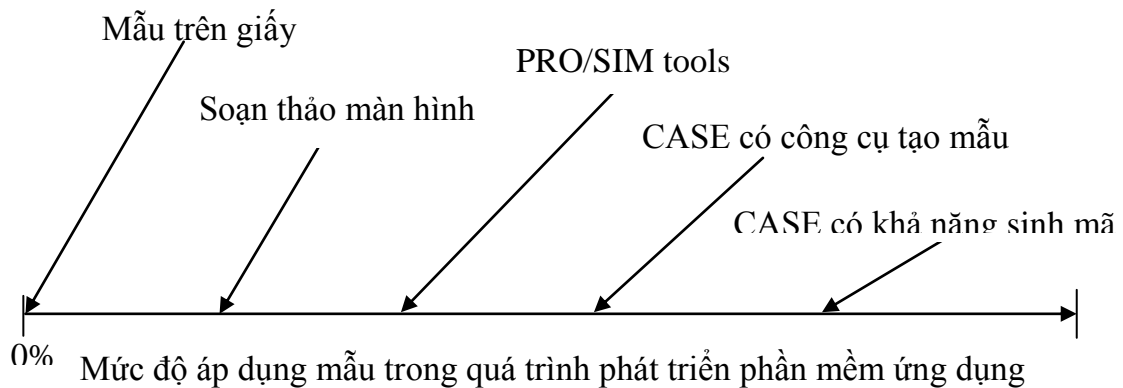 Mẫu trên giấy
PRO/SIM tools
Soạn thảo màn hình
CASE có công cụ tạo mẫu
CASE có khả năng sinh mã
0%
Mức độ áp dụng mẫu trong quá trình phát triển phần mềm ứng dụng